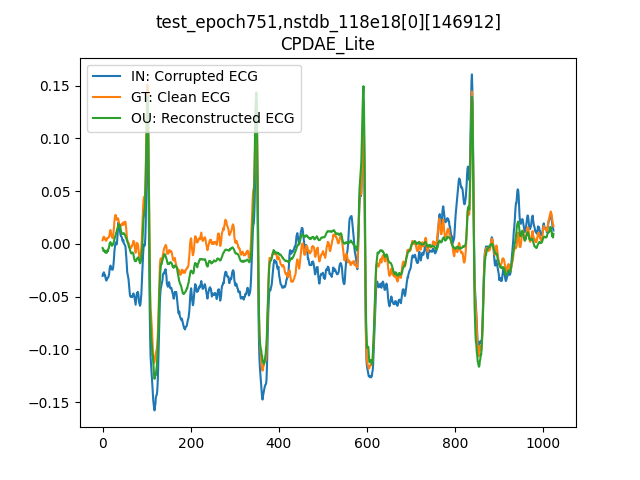 test_epoch751,nstdb_118e18[0][146912]
CPDAE_Lite
IN: Corrupted ECG
GT: Clean ECG
OU: Reconstructed ECG
0.15
0.10
0.05
0.00
−0.05
−0.10
−0.15
0 200 400 600 800 1000